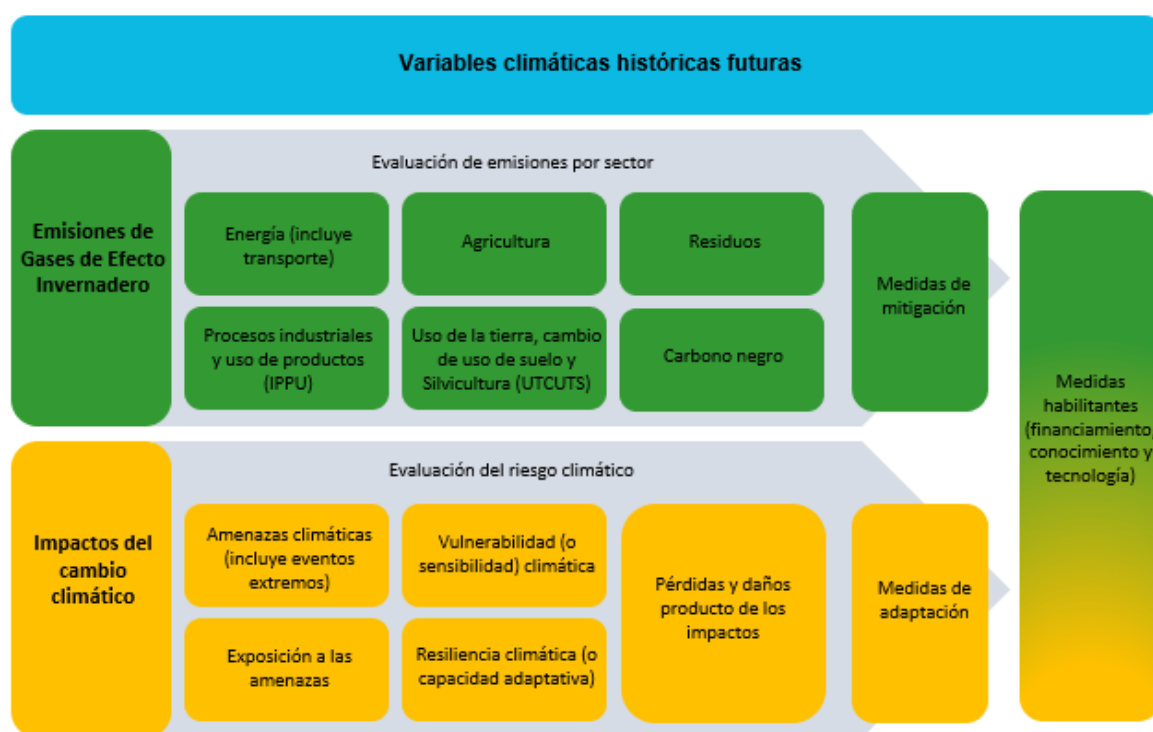 Variables climáticas históricas futuras
Evaluación de emisiones por sector
Emisiones de
Gases de Efecto
Invernadero
Energía (incluye
transporte)
Agricultura
Residuos
Procesos industriales
y uso de productos
(IPPU)
Uso de la tierra, cambio
de uso de suelo y
Silvicultura (UTCUTS)
Carbono negro
Medidas de
mitigación
Medidas
habilitantes
(financiamiento,
conocimiento y
tecnología)
Evaluación del riesgo climático
Impactos del
cambio
climático
Amenazas climáticas
(incluye eventos
extremos)
Vulnerabilidad (o
sensibilidad) climática
Exposición a las
amenazas
Resiliencia climática (o
capacidad adaptativa)
Pérdidas y daños
producto de los
impactos
Medidas de
adaptación